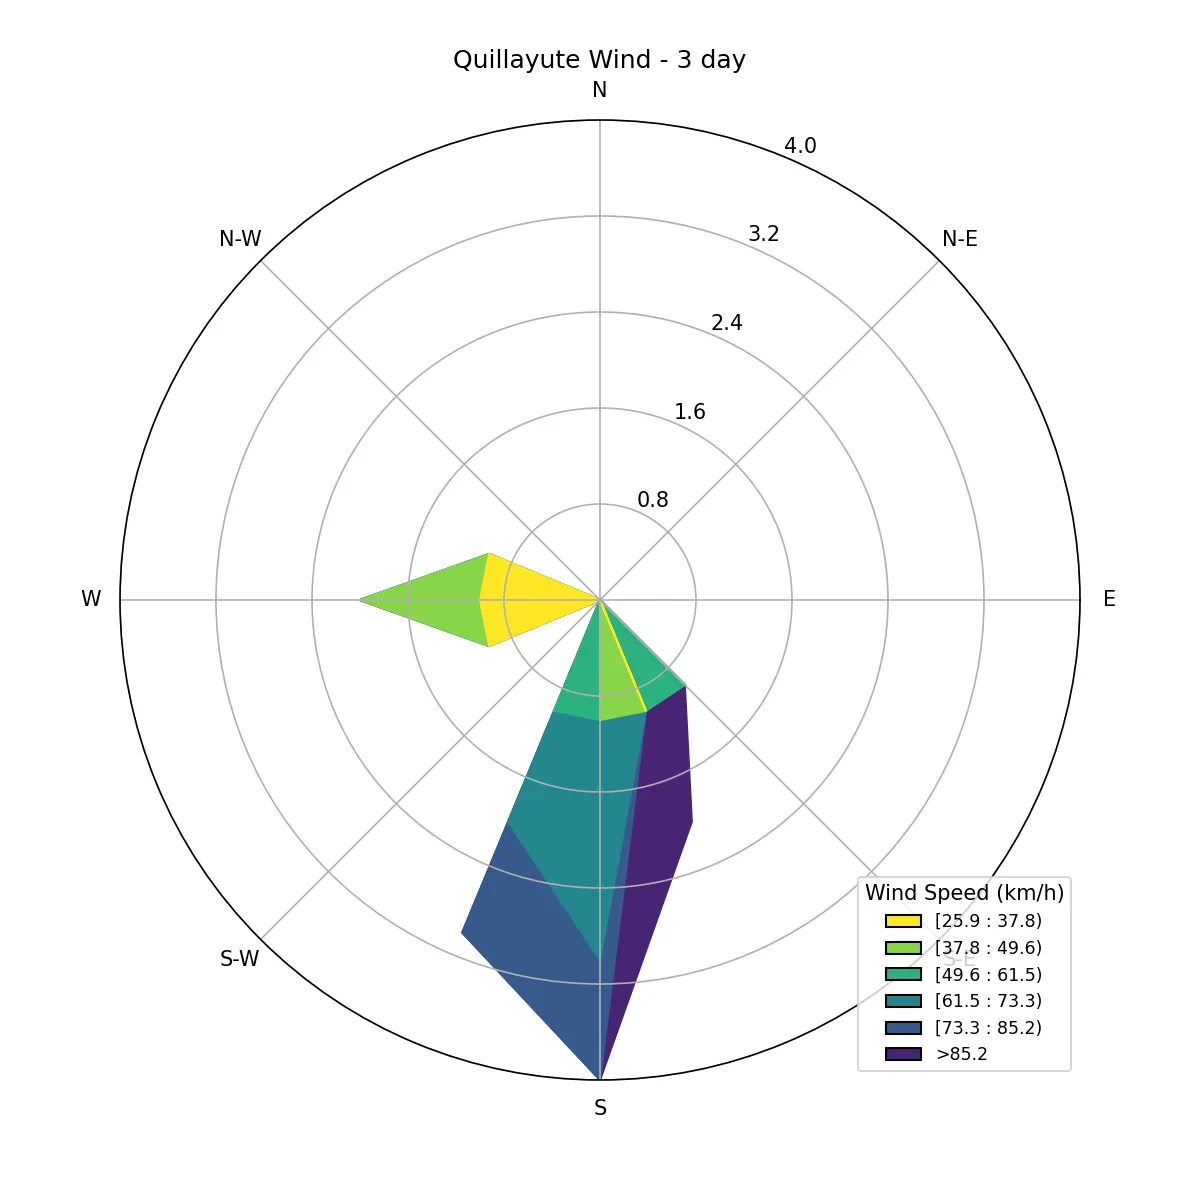 Quillayute Wind - 3 day
N
4.0
N-W
3.2
N-E
2.4
1.6
0.8
W
E
Wind Speed (km/h)
[25.9 : 37.8)
[37.8 : 49.6)
S-W
S-E
[49.6 : 61.5)
[61.5 : 73.3)
[73.3 : 85.2)
>85.2
S